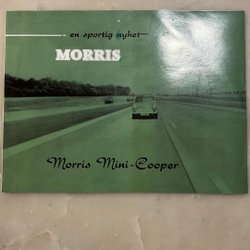 en sportig nyhet
MORRIS
Morris Mini-Cooper